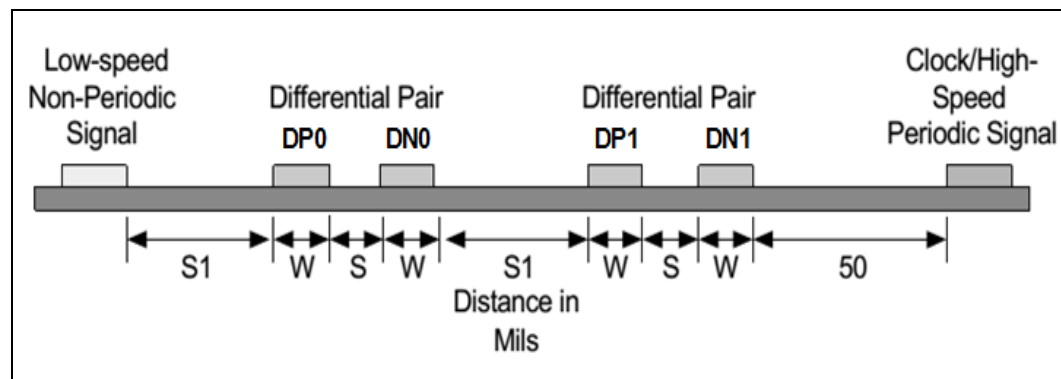 Low-speed
Non-Periodic
Signal
Differential Pair
DP0 DN0
Differential Pair
DP1 DN1
Clock/High-
Speed
Periodic Signal
S1 W S W S1 W S W 50
Distance in
Mils